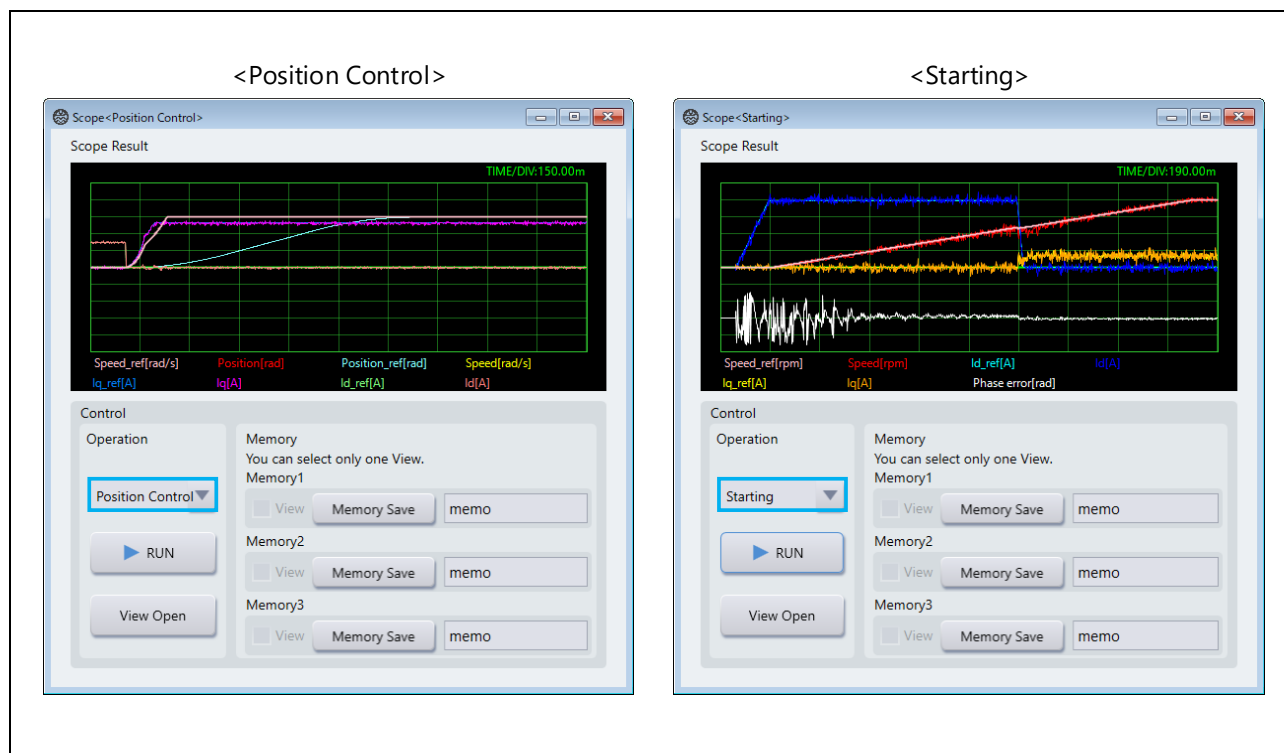 <Position Control>
Scope<Position Control>
Scope Result
TIME/DIV:150.00m
Speed_ref[rad/s] Position[rad] Position_ref[rad] Speed[rad/s]
Iq_ref[A] Iq[A] Id_ref[A] Id[A]
Control
Operation
Position Control
RUN
View Open
Memory
You can select only one View.
Memory1
View Memory Save memo
Memory2
View Memory Save memo
Memory3
View Memory Save memo
<Starting>
Scope<Starting>
Scope Result
TIME/DIV:190.00m
Speed_ref[rpm] Speed[rpm] Id_ref[A] Id[A]
Iq_ref[A] Iq[A] Phase error[rad]
Control
Operation
Starting
RUN
View Open
Memory
You can select only one View.
Memory1
View Memory Save memo
Memory2
View Memory Save memo
Memory3
View Memory Save memo